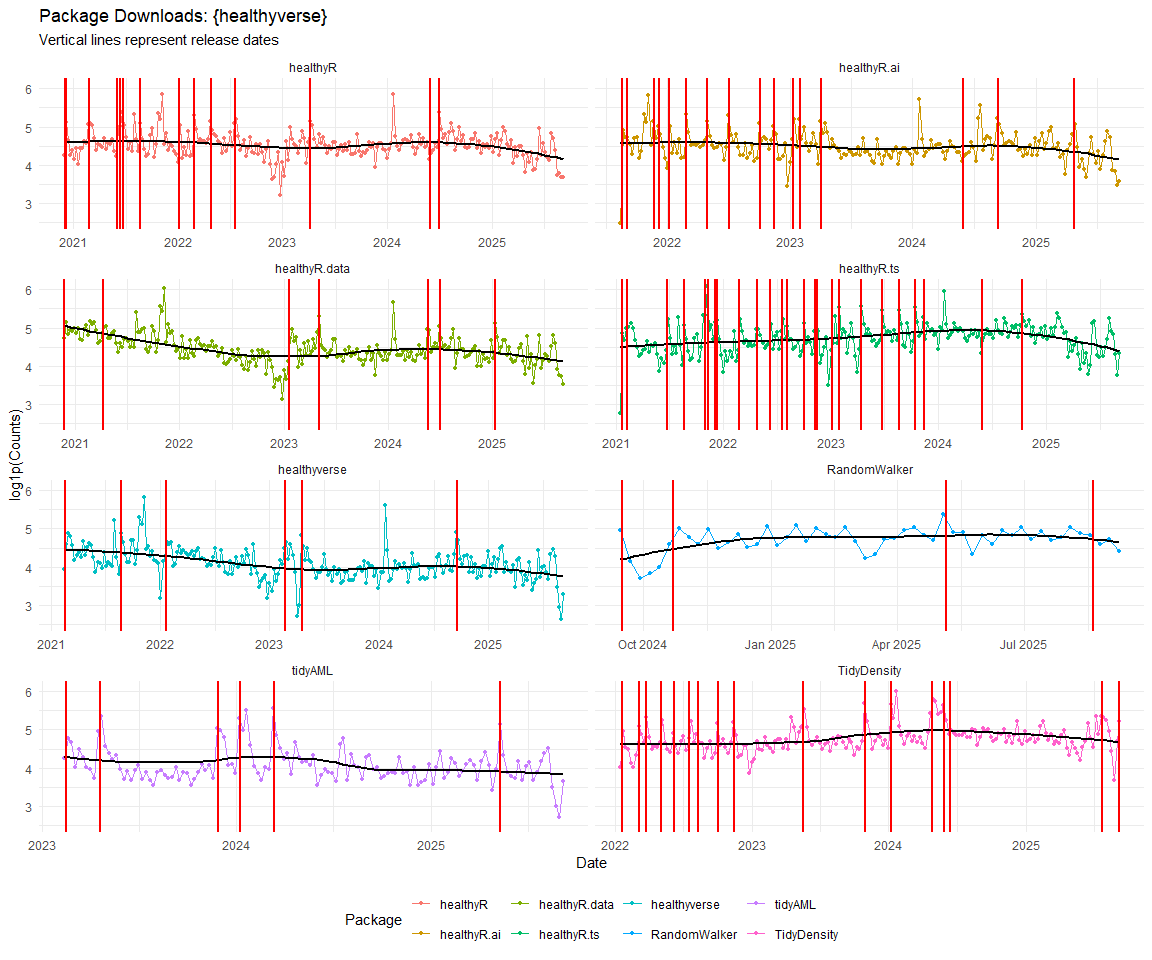 Package Downloads: {healthyverse}
Vertical lines represent release dates
healthyR healthyR.ai
6
5
4
3
2021 2022 2023 2024 2025 2022 2023 2024 2025
healthyR.data healthyR.ts
6
5
4
3
2021 2022 2023 2024 2025 2021 2022 2023 2024 2025
log1p(Counts)
healthyverse RandomWalker
6
5
4
3
2021 2022 2023 2024 2025 Oct 2024 Jan 2025 Apr 2025 Jul 2025
tidyAML TidyDensity
6
5
4
3
2023 2024 2025 2022 2023 2024 2025
Date
Package
healthyR healthyR.data healthyverse tidyAML
healthyR.ai healthyR.ts RandomWalker TidyDensity